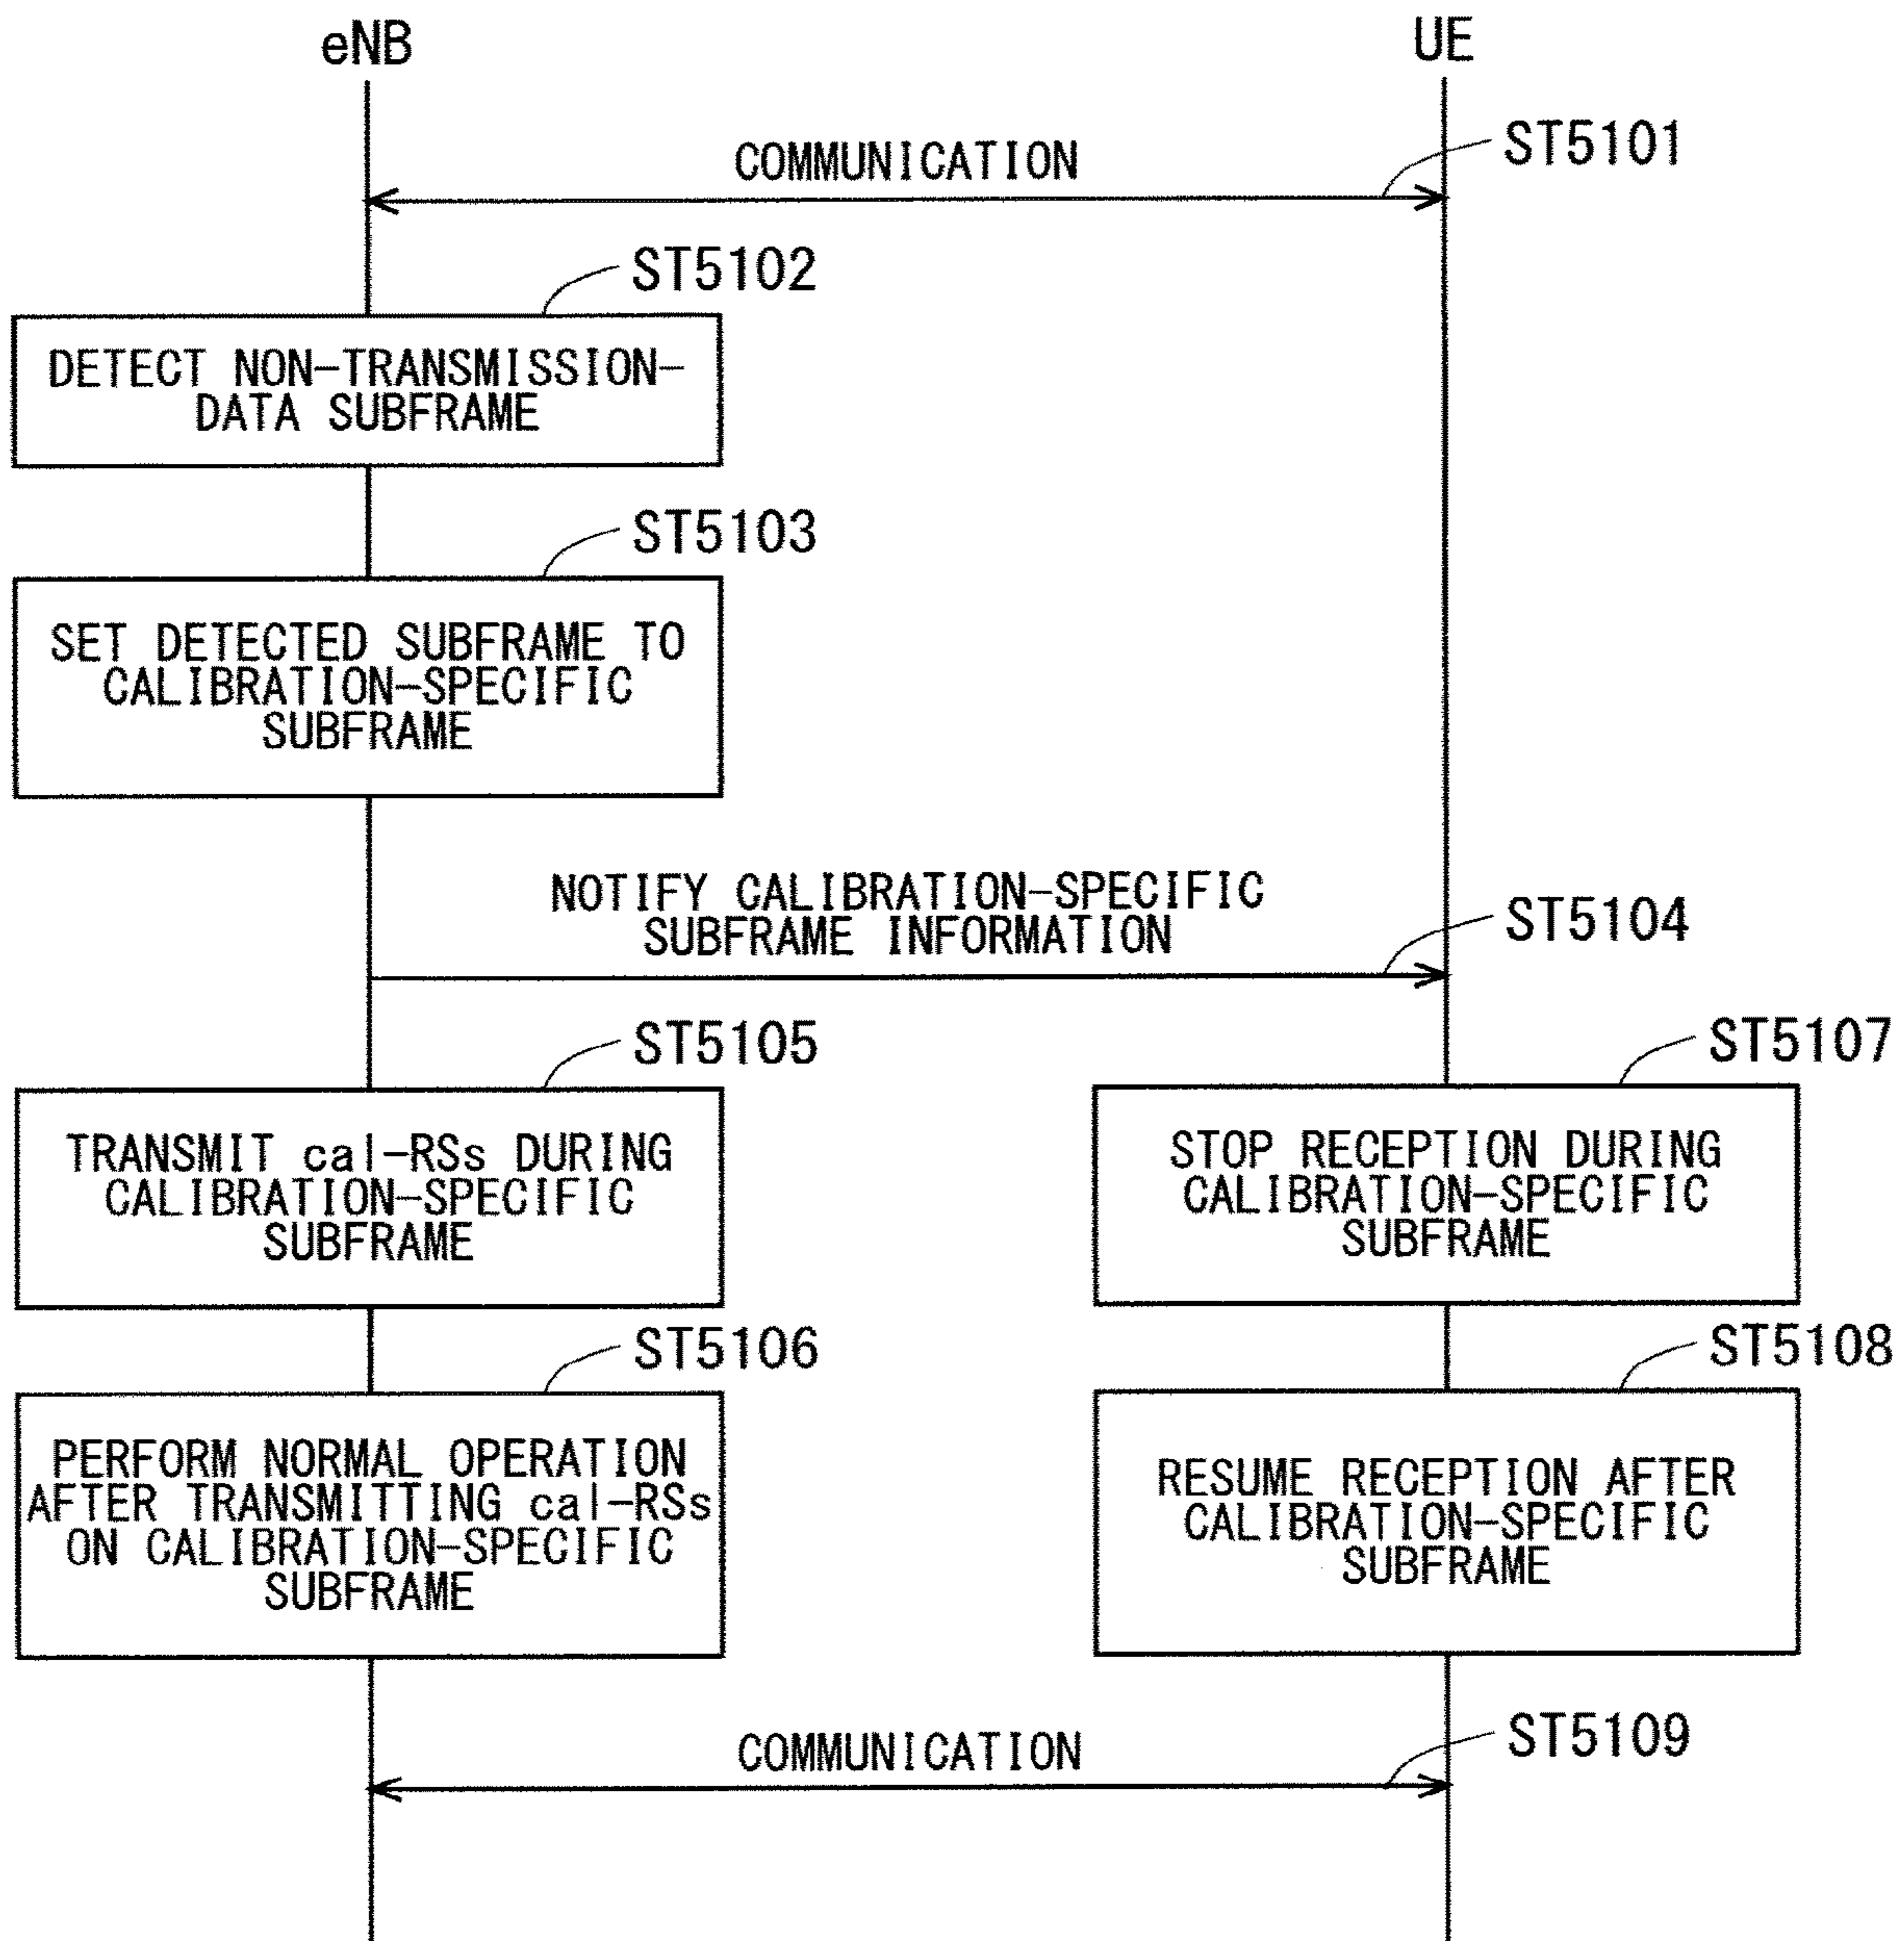 eNB
UE
COMMUNICATION
ST5101
ST5102
DETECT NON-TRANSMISSION-
DATA SUBFRAME
ST5103
SET DETECTED SUBFRAME TO
CALIBRATION-SPECIFIC
SUBFRAME
NOTIFY CALIBRATION-SPECIFIC
SUBFRAME INFORMATION
ST5104
ST5105
TRANSMIT cal-RSs DURING
CALIBRATION-SPECIFIC
SUBFRAME
ST5107
STOP RECEPTION DURING
CALIBRATION-SPECIFIC
SUBFRAME
ST5106
PERFORM NORMAL OPERATION
AFTER TRANSMITTING cal-RSs
ON CALIBRATION-SPECIFIC
SUBFRAME
ST5108
RESUME RECEPTION AFTER
CALIBRATION-SPECIFIC
SUBFRAME
COMMUNICATION
ST5109